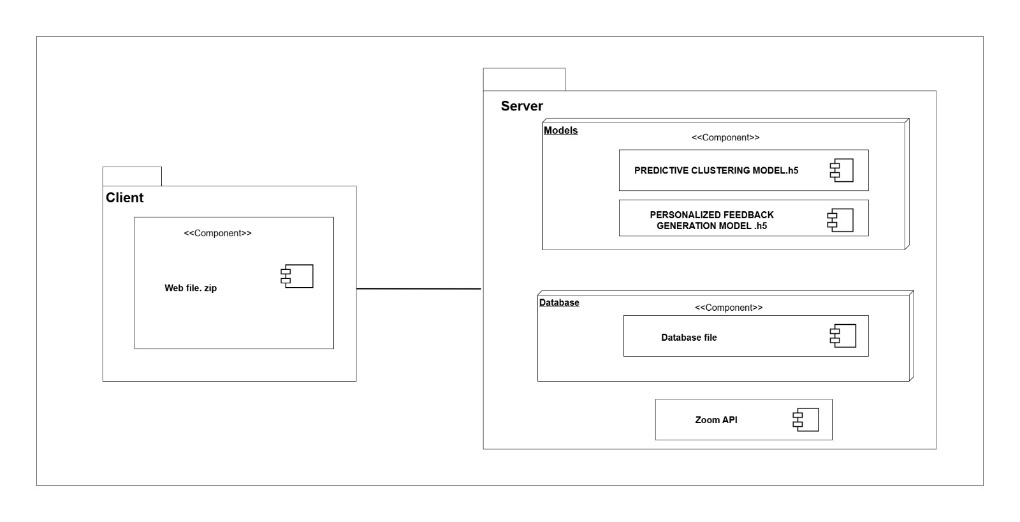 Client
<<Component>>
Web file. zip
Server
Models
<<Component>>
PREDICTIVE CLUSTERING MODEL.h5
PERSONALIZED FEEDBACK
GENERATION MODEL .h5
Database
<<Component>>
Database file
Zoom API